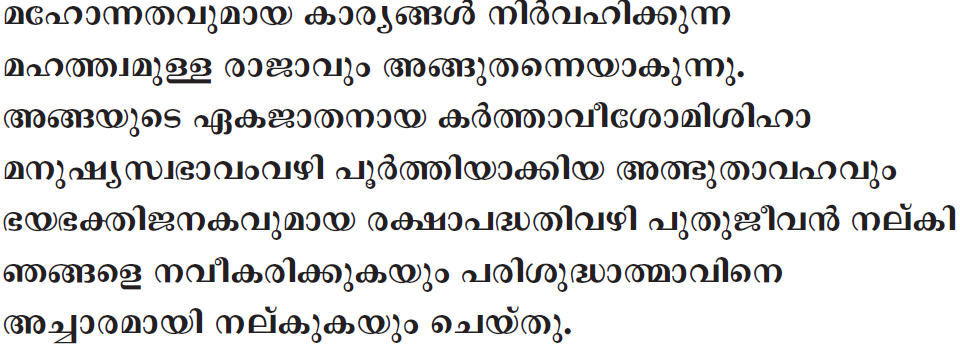 മഹോന്നതവുമായ കാര്യങ്ങൾ നിർവഹിക്കുന്ന
മഹത്ത്വമുള്ള രാജാവും അങ്ങുതന്നെയാകുന്നു.
അങ്ങയുടെ ഏകജാതനായ കർത്താവീശോമിശിഹാ
മനുഷ്യസ്വഭാവംവഴി പൂർത്തിയാക്കിയ അത്ഭുതാവഹവും
ഭയഭക്തിജനകവുമായ രക്ഷാപദ്ധതിവഴി പുതുജീവൻ നല്കി
ഞങ്ങളെ നവീകരിക്കുകയും പരിശുദ്ധാത്മാവിനെ
അച്ചാരമായി നല്കുകയും ചെയ്തു.